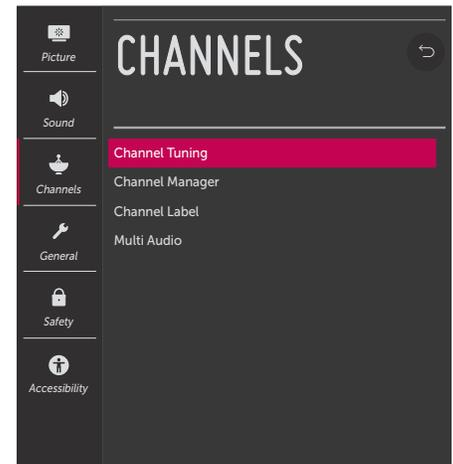 Picture
Sound
Channels
General
Safety
Accessibility
CHANNELS
Channel Tuning
Channel Manager
Channel Label
Multi Audio